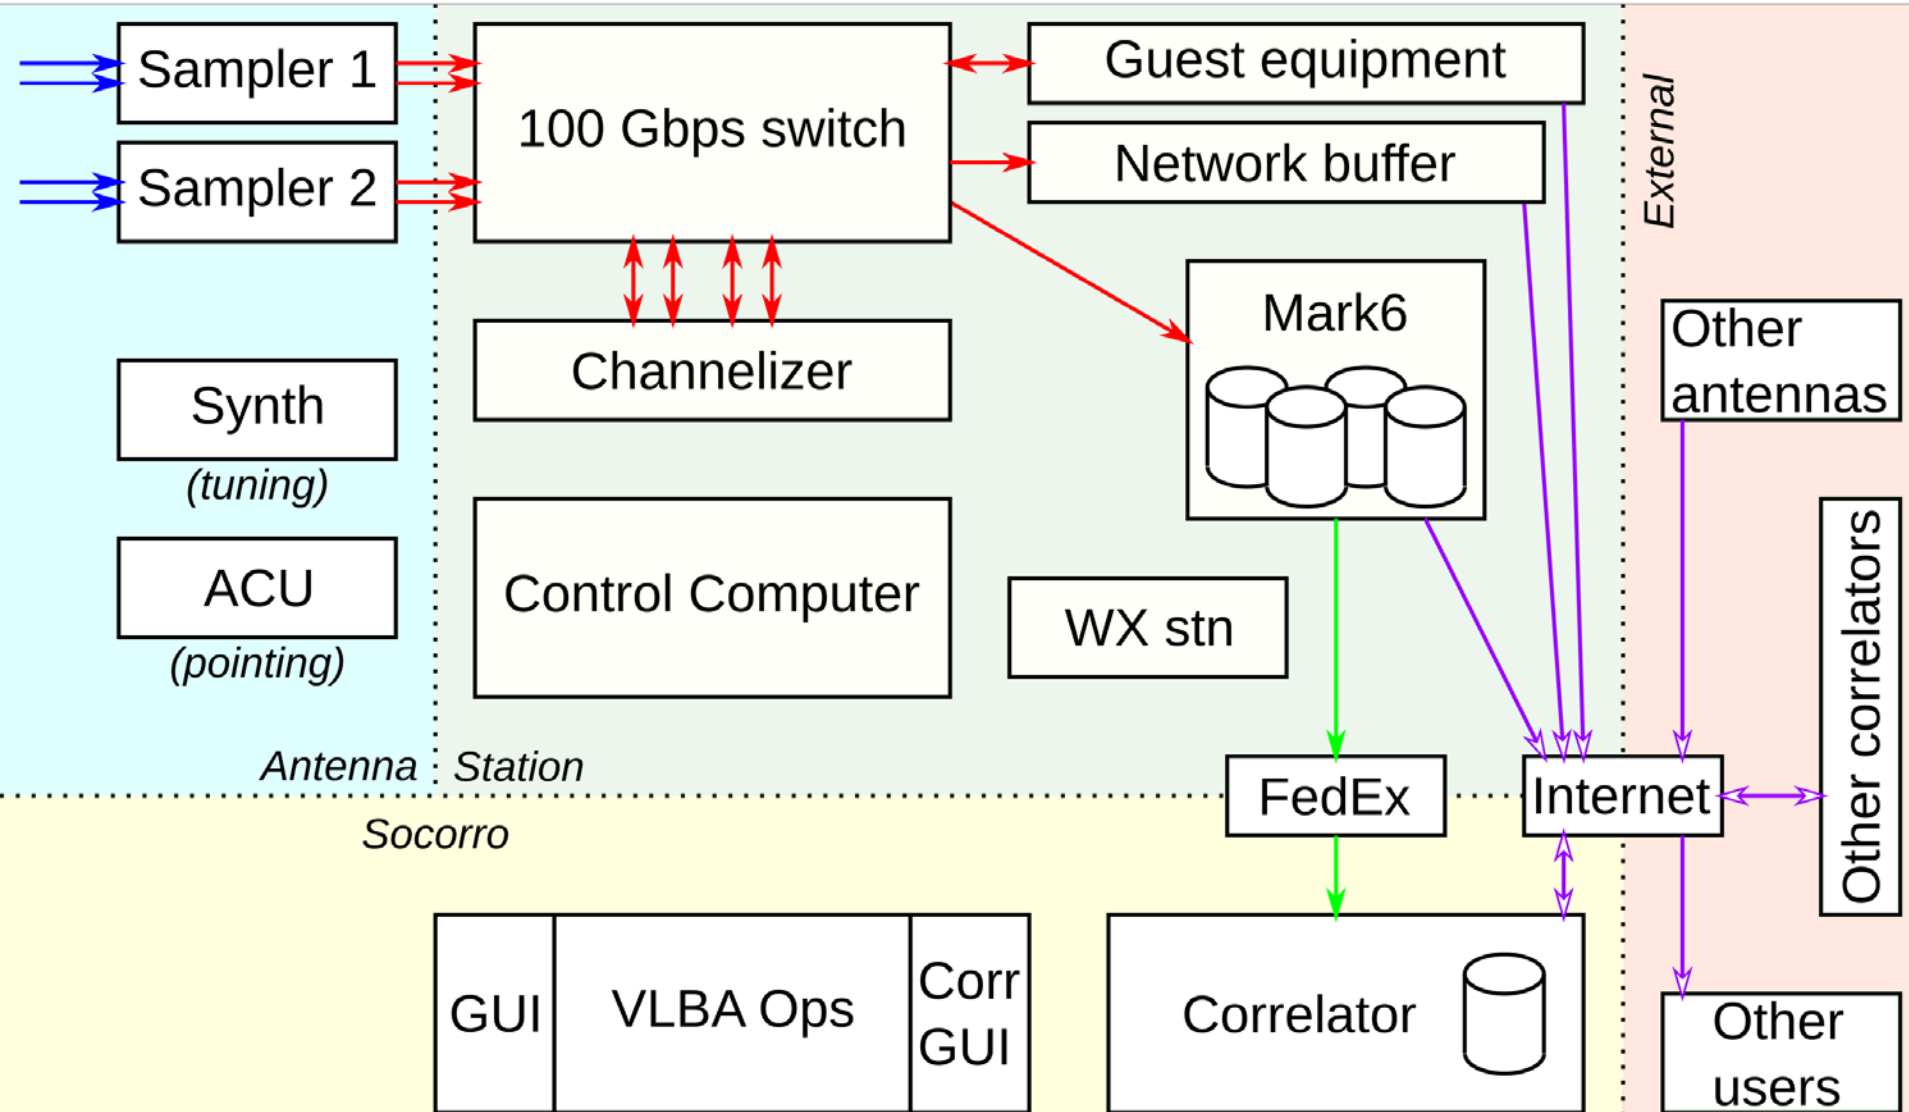 Sampler 1
Sampler 2
Synth
(tuning)
ACU
(pointing)
Antenna
100 Gbps switch
Channelizer
Control Computer
Station
Guest equipment
Network buffer
Mark6
WX stn
FedEx
Internet
External
Other
antennas
Other correlators
Socorro
GUI
VLBA Ops
Corr
GUI
Correlator
Other
users